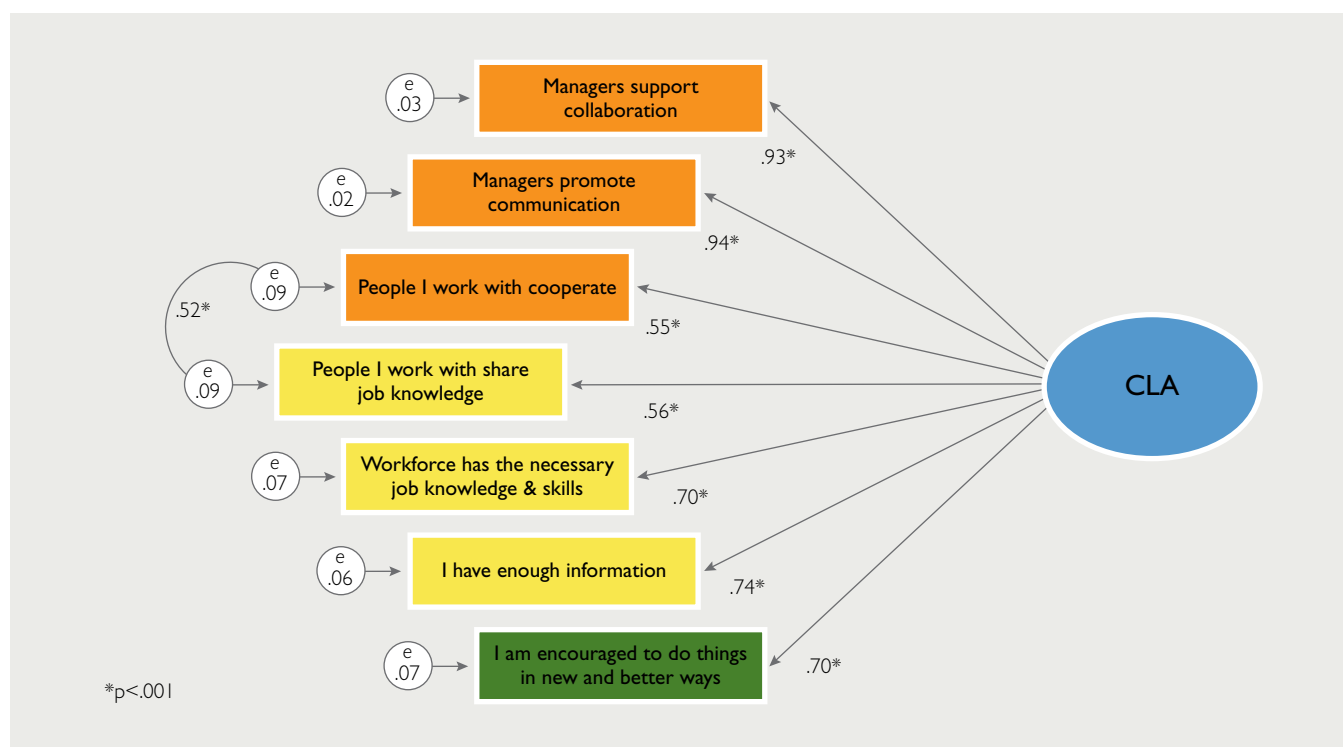 e
.03
Managers support
collaboration
.93*
e
.02
Managers promote
communication
.94*
e
.09
People I work with cooperate
.55*
.52*
e
.09
People I work with share
job knowledge
.56*
CLA
e
.07
Workforce has the necessary
job knowledge & skills
.70*
e
.06
I have enough information
.74*
e
.07
I am encouraged to do things
in new and better ways
.70*
*p<.001